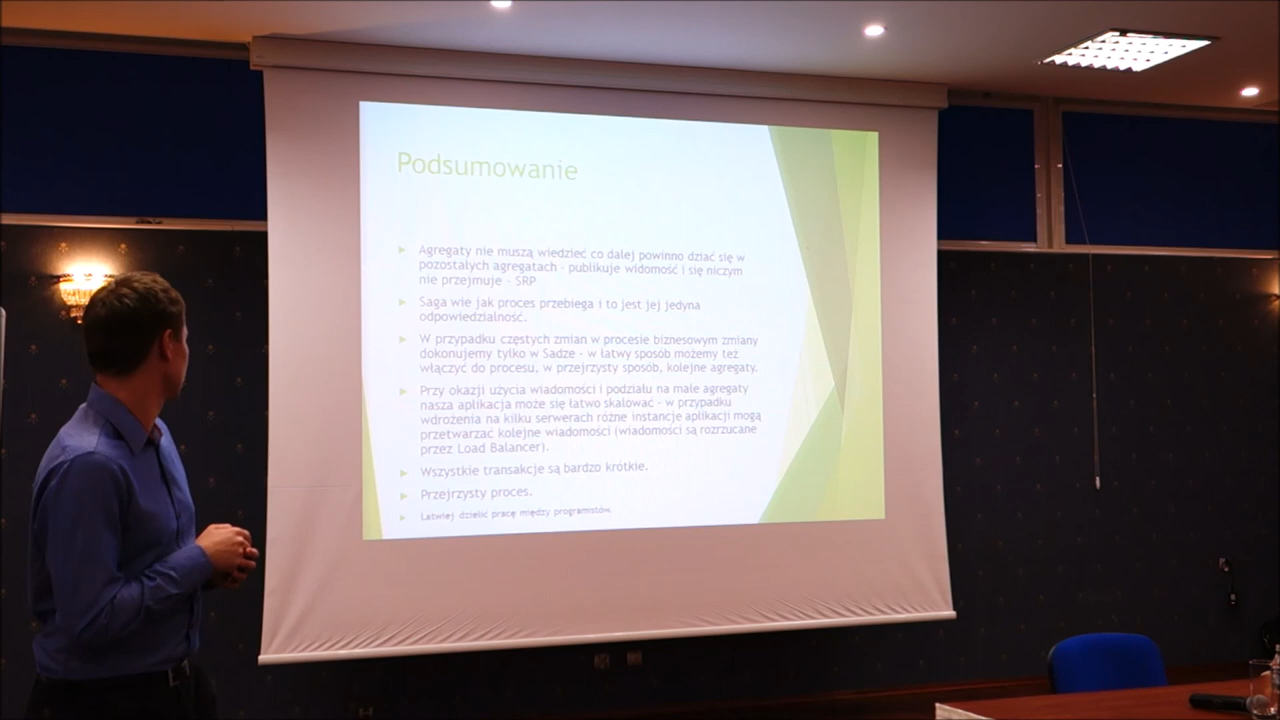 Podsumowanie
Agregaty nie muszą wiedzieć co dalej powinno dziać się w
pozostałych agregatach - publikuje widomość i się niczym
nie przejmuje - SRP
Saga wie jak proces przebiega i to jest jej jedyna
odpowiedzialność.
W przypadku częstych zmian w procesie biznesowym zmiany
dokonujemy tylko w Sadze - w łatwy sposób możemy też
włączyć do procesu, w przejrzysty sposób, kolejne agregaty.
Przy okazji użycia wiadomości i podziału na małe agregaty
nasza aplikacja może się łatwo skalować - w przypadku
wdrożenia na kilku serwerach różne instancje aplikacji mogą
przetwarzać kolejne wiadomości (wiadomości są rozrzucane
przez Load Balancer).
Wszystkie transakcje są bardzo krótkie.
Przejrzysty proces.
Łatwiej dzielić pracę między programistów.